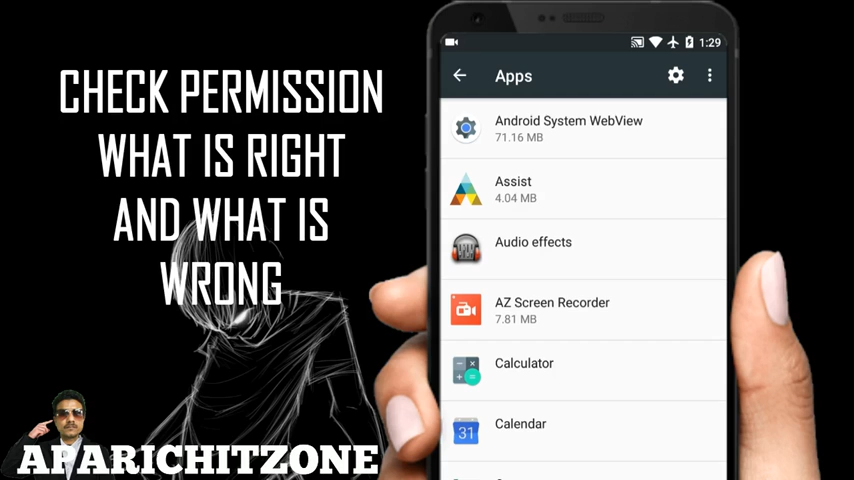 CHECK PERMISSION
WHAT IS RIGHT
AND WHAT IS
WRONG
APARICHITZONE
1:29
Apps
Android System WebView
71.16 MB
Assist
4.04 MB
Audio effects
AZ Screen Recorder
7.81 MB
Calculator
31
Calendar